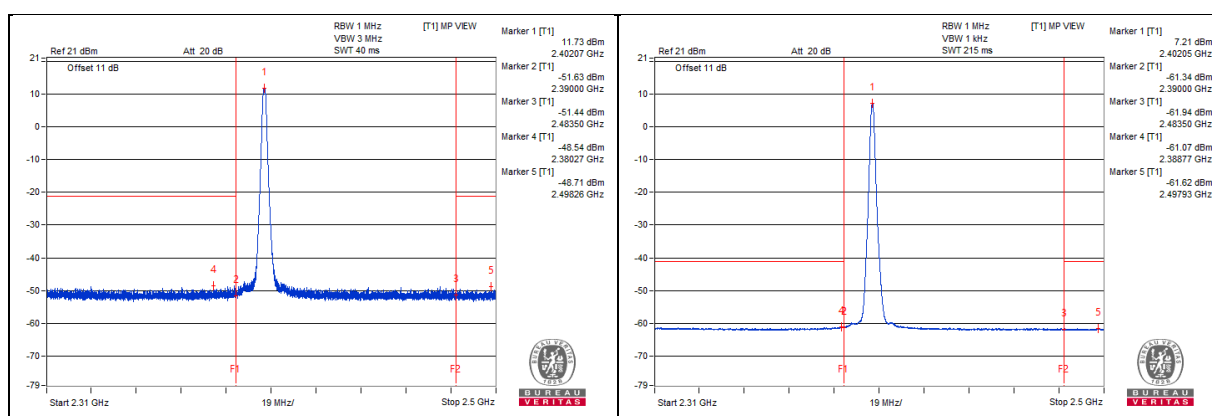 RBW 1 MHz
VBW 3 MHz
SWT 40 ms
[T1] MP VIEW
Ref 21 dBm
Att 20 dB
Offset 11 dB
Marker 1 [T1]
11.73 dBm
2.40207 GHz
Marker 2 [T1]
-51.63 dBm
2.39000 GHz
Marker 3 [T1]
-51.44 dBm
2.48350 GHz
Marker 4 [T1]
-48.54 dBm
2.38027 GHz
Marker 5 [T1]
-48.71 dBm
2.49826 GHz
21
10
0
-10
-20
-30
-40
-50
-60
-70
-79
1
4
2
3
5
F1
F2
Start 2.31 GHz
19 MHz/
Stop 2.5 GHz
BUREAU VERITAS
1828
BUREAU
VERITAS
RBW 1 MHz
VBW 1 kHz
SWT 215 ms
[T1] MP VIEW
Ref 21 dBm
Att 20 dB
Offset 11 dB
Marker 1 [T1]
7.21 dBm
2.40205 GHz
Marker 2 [T1]
-61.34 dBm
2.39000 GHz
Marker 3 [T1]
-61.94 dBm
2.48350 GHz
Marker 4 [T1]
-61.07 dBm
2.38877 GHz
Marker 5 [T1]
-61.62 dBm
2.49793 GHz
21
10
0
-10
-20
-30
-40
-50
-60
-70
-79
1
4
2
3
5
F1
F2
Start 2.31 GHz
19 MHz/
Stop 2.5 GHz
BUREAU VERITAS
1828
BUREAU
VERITAS